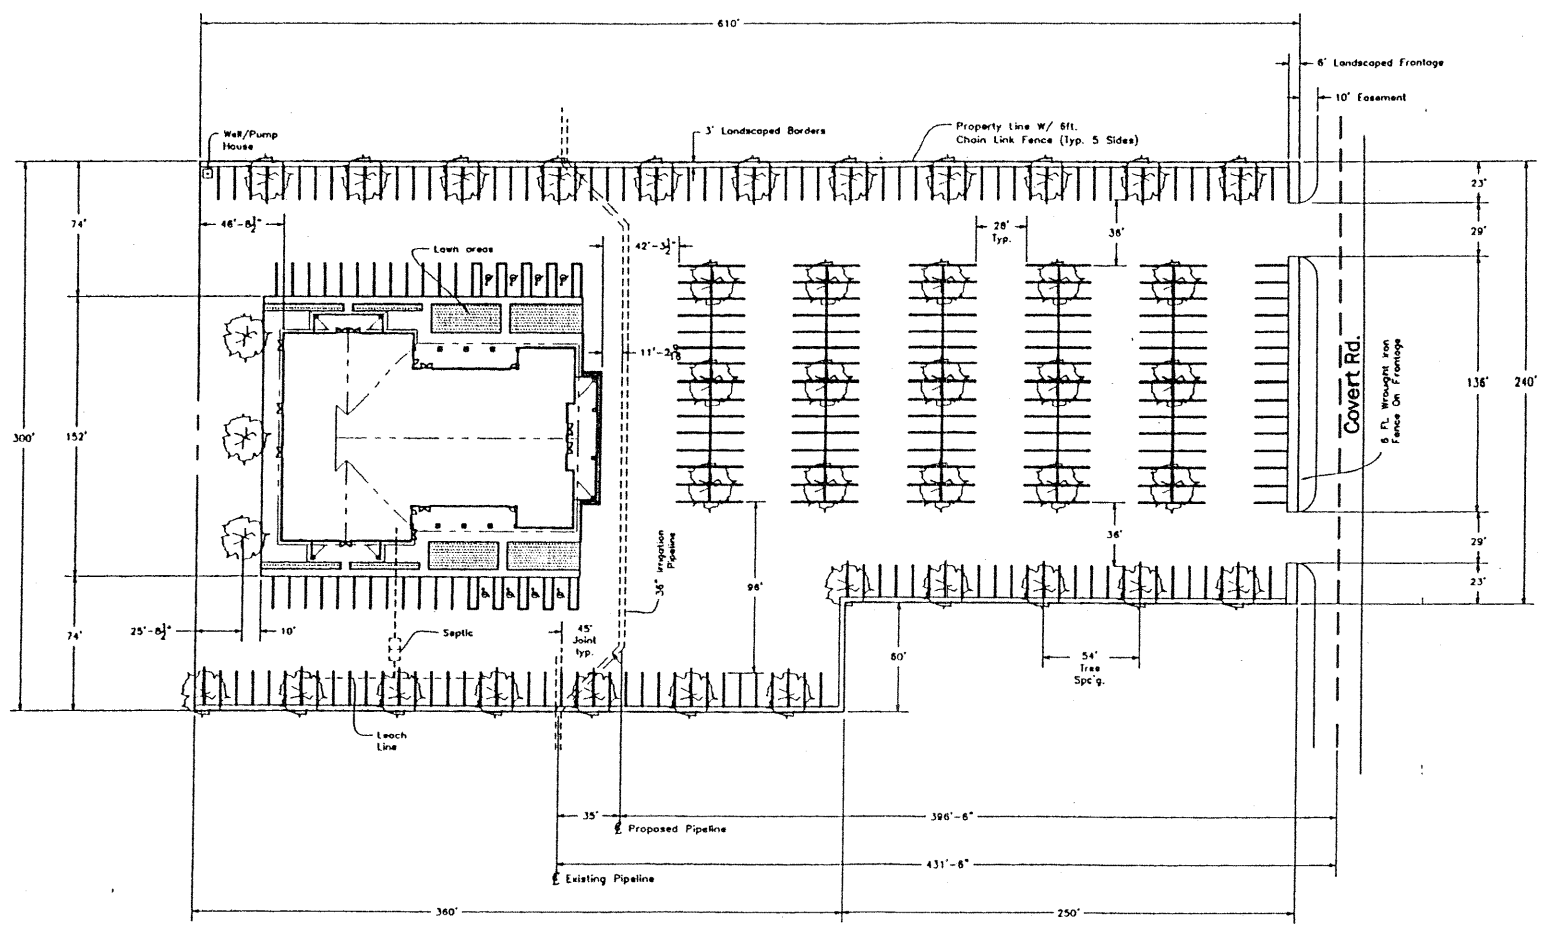 610'
6' Landscaped Frontage
10' Easement
Well/Pump
House
3' Landscaped Borders
Property Line W/ 6ft.
Chain Link Fence (Typ. 5 Sides)
23'
74'
46'-8½"
Lawn areas
42'-3½"
28'
Typ.
36'
29'
11'-2
300'
152'
Covert Rd.
6 Ft. Wrought Iron
Fence On Frontage
136'
240'
36" Irrigation
Pipeline
96'
36'
29'
23'
74'
25'-8½"
10'
Septic
45'
Joint
typ.
60'
54'
Tree
Spc'g.
Leach
Line
35'
396'-6"
Proposed Pipeline
431'-6"
Existing Pipeline
360'
250'